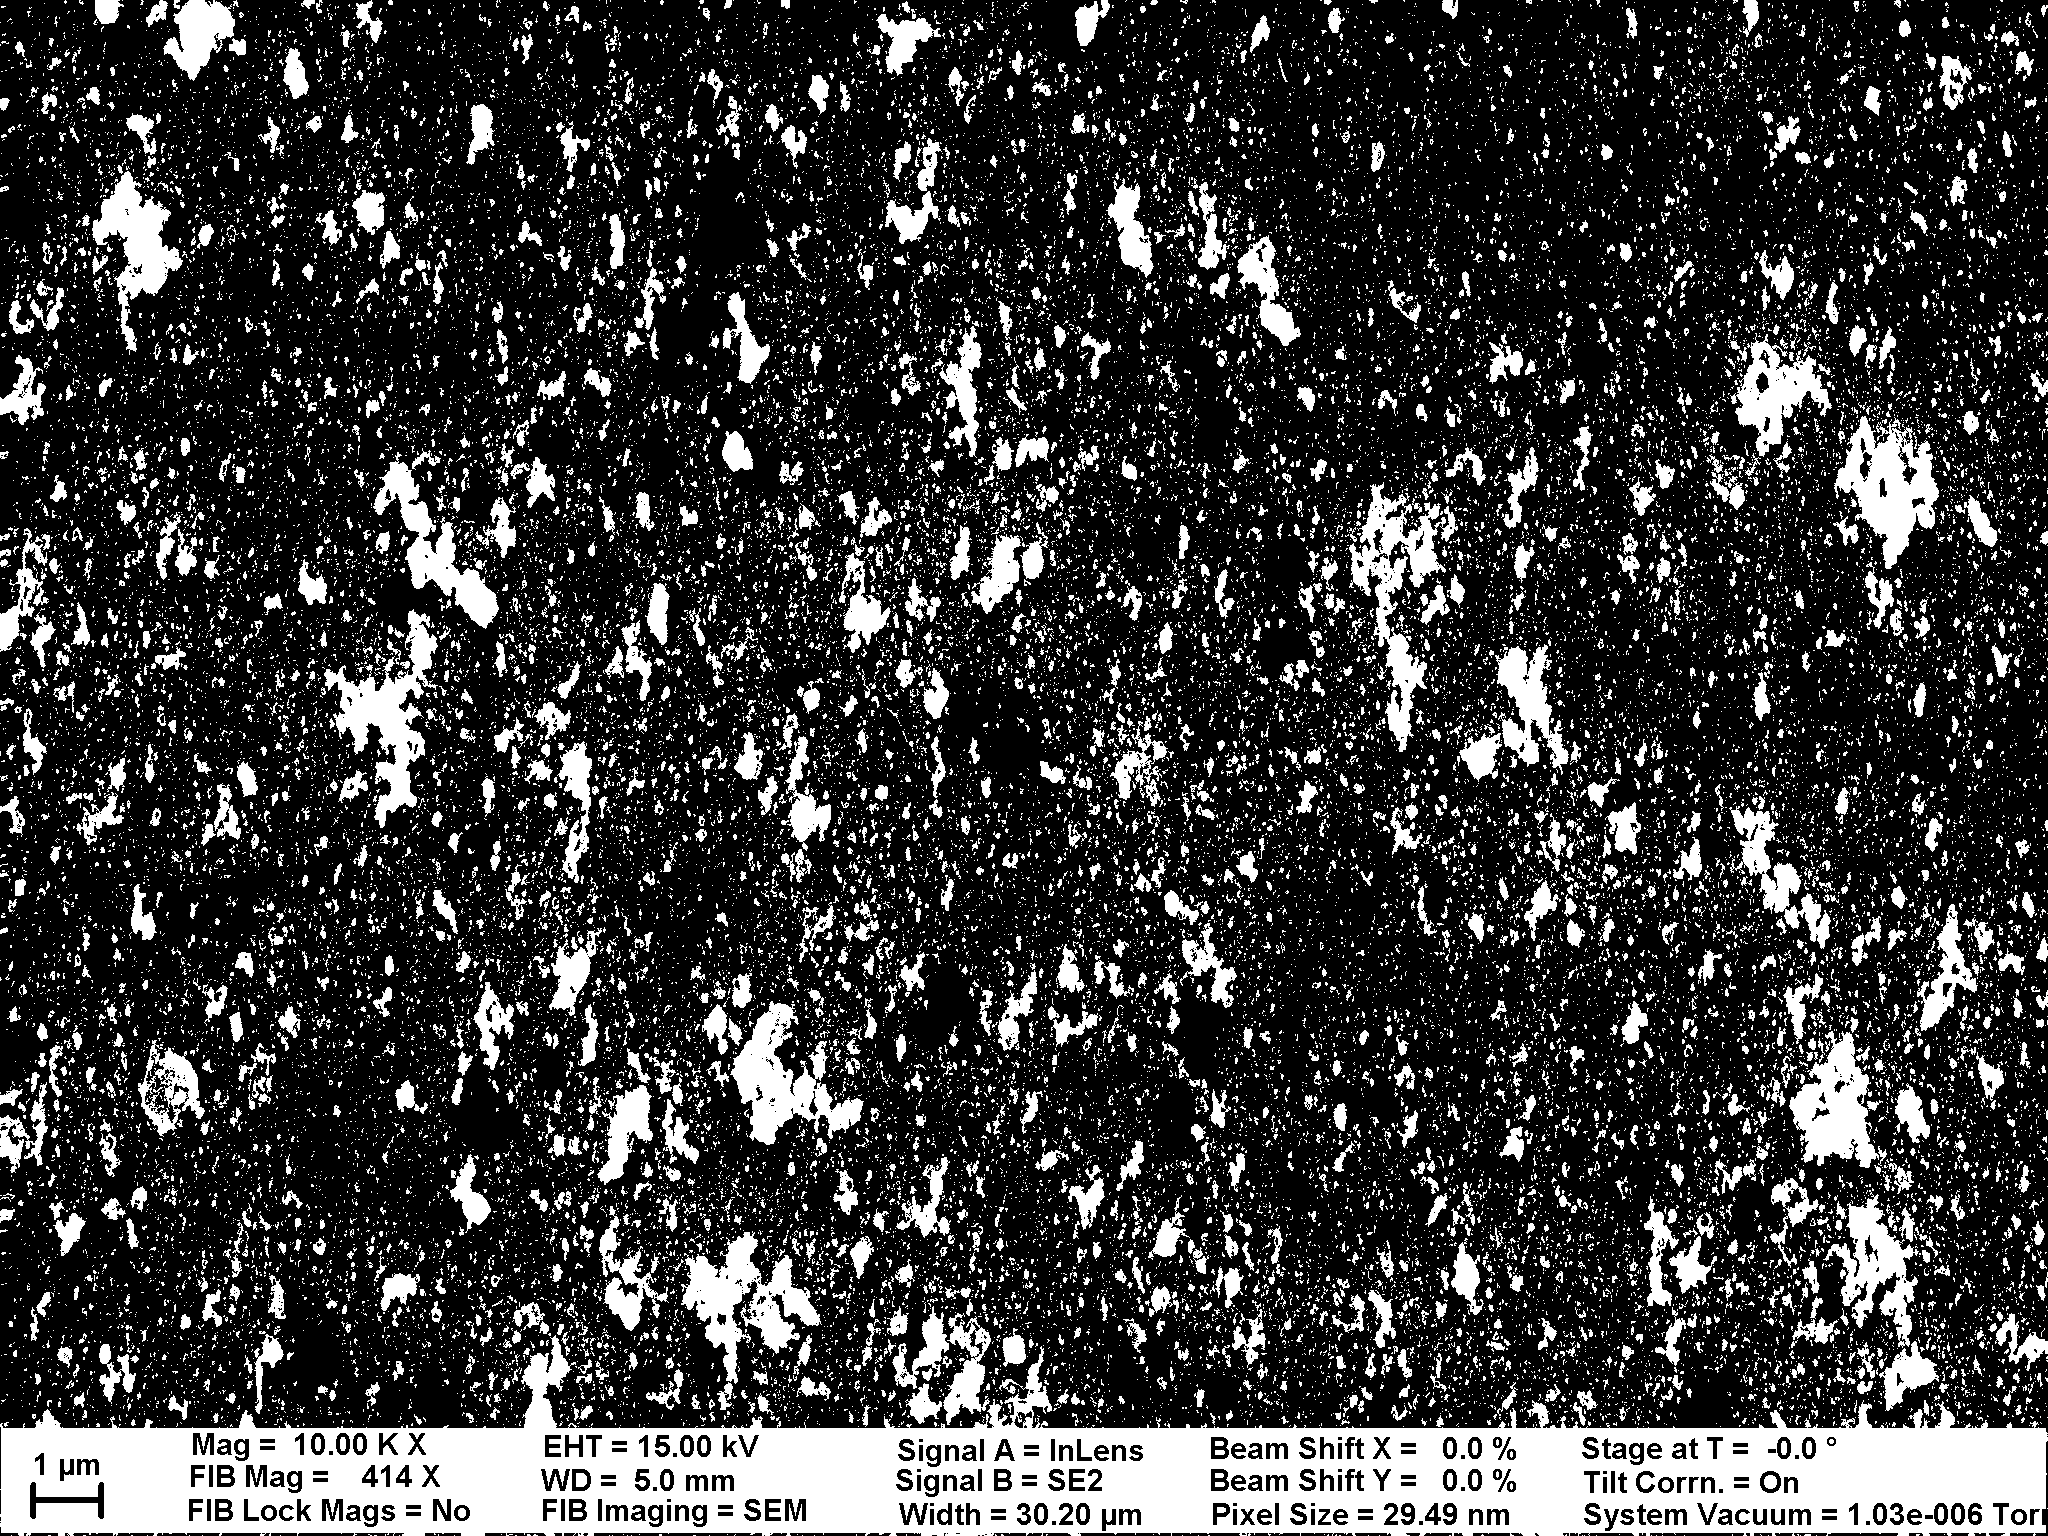 1 µm
Mag = 10.00 K X
FIB Mag = 414 X
FIB Lock Mags = No
EHT = 15.00 kV
WD = 5.0 mm
FIB Imaging = SEM
Signal A = InLens
Signal B = SE2
Width = 30.20 µm
Beam Shift X = 0.0 %
Beam Shift Y = 0.0 %
Pixel Size = 29.49 nm
Stage at T = -0.0 °
Tilt Corrn. = On
System Vacuum = 1.03e-006 Torr